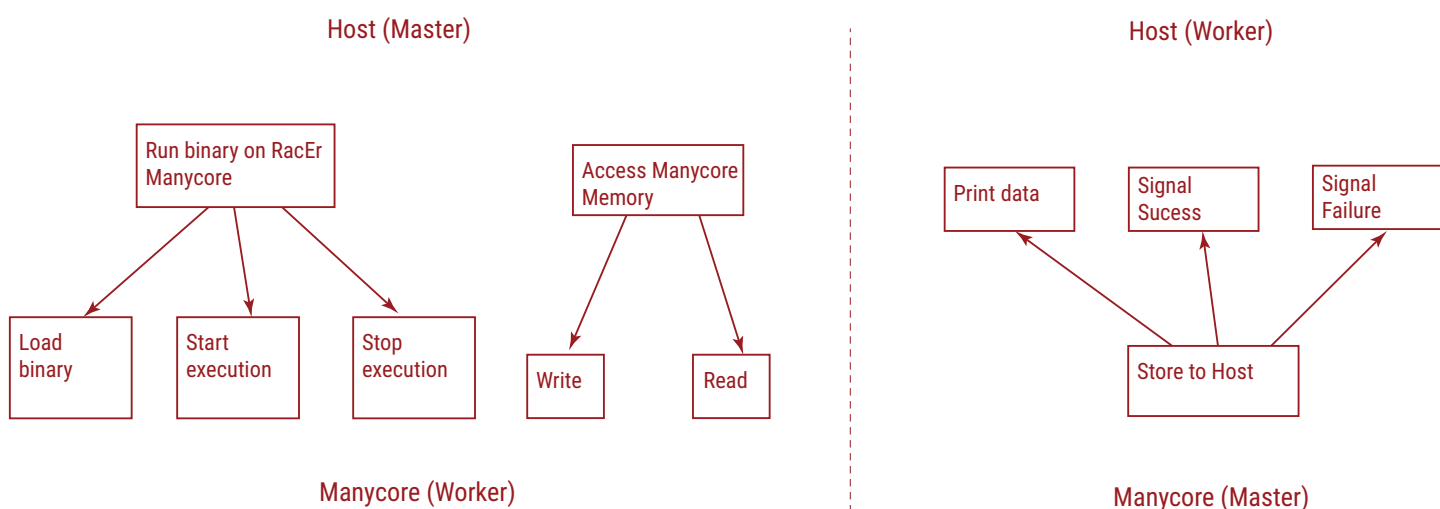 Host (Master)
Run binary on RacEr
Manycore
Access Manycore
Memory
Load
binary
Start
execution
Stop
execution
Write
Read
Manycore (Worker)
Host (Worker)
Print data
Signal
Sucess
Signal
Failure
Store to Host
Manycore (Master)